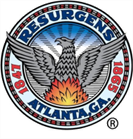 RESURGENS
1847
1865
ATLANTA, GA.
®